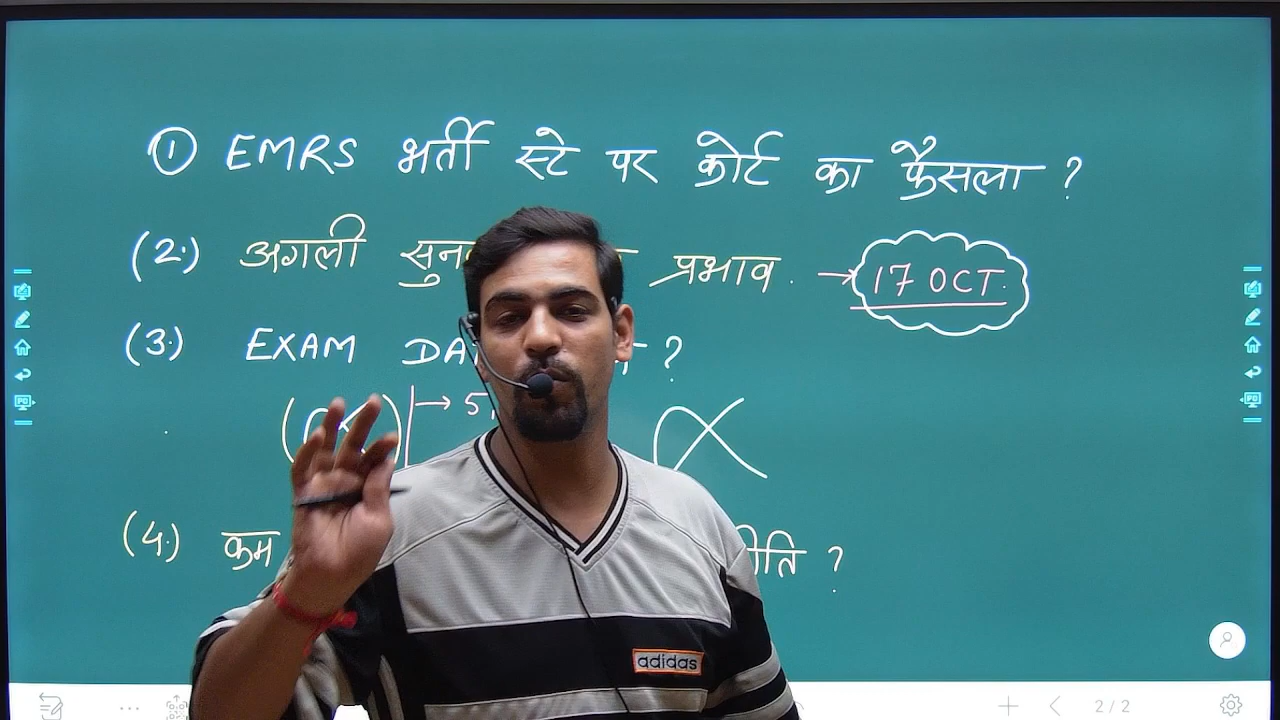 ① EMRS भर्ती स्टे पर कोर्ट का फैसला ?
(2.) अगली प्रभाव. → 17 OCT.
(3.) EXAM ?
→
(4.) कम ?
adidas
2/2